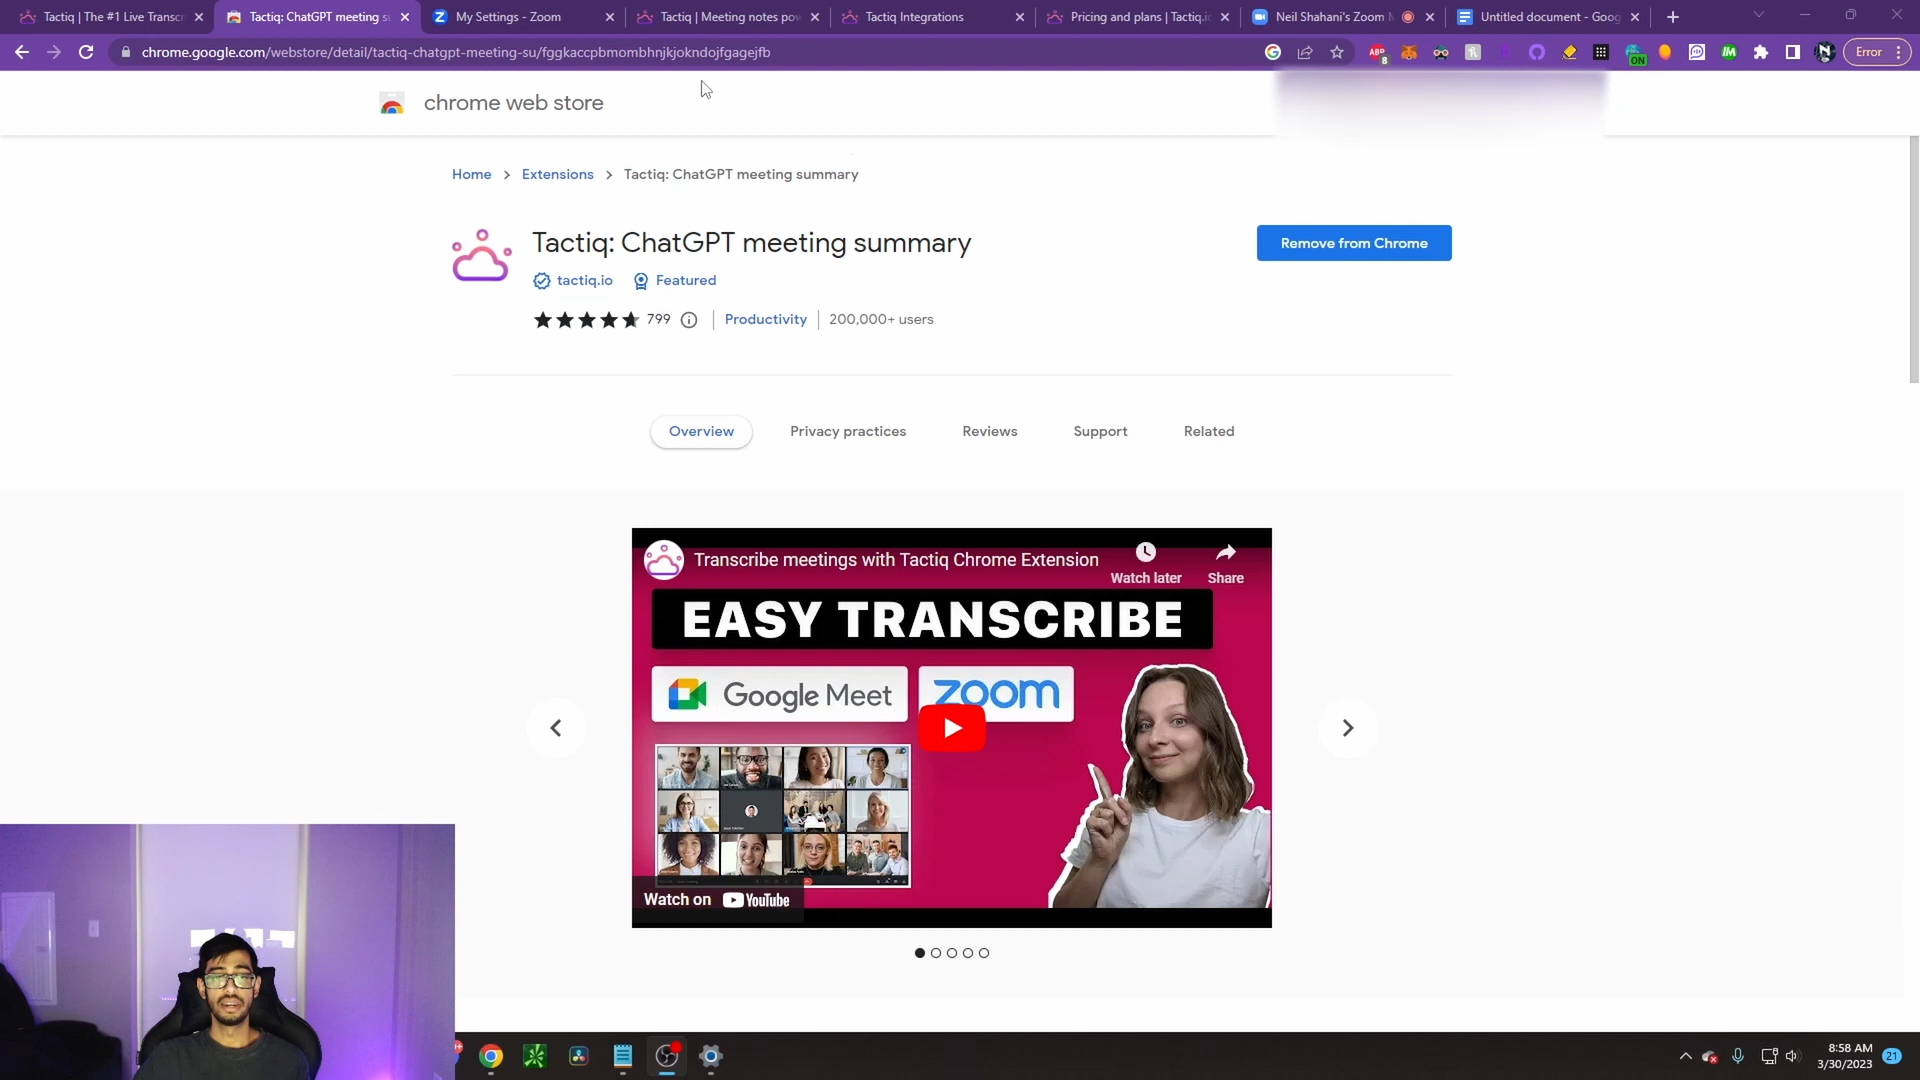 Tactiq | The #1 Live Transcr
Tactiq: ChatGPT meeting s
My Settings - Zoom
Tactiq | Meeting notes pow
Tactiq Integrations
Pricing and plans | Tactiq.i
Neil Shahani's Zoom M
Untitled document - Goog
chrome.google.com/webstore/detail/tactiq-chatgpt-meeting-su/fggkaccpbmombhnjkjokndojfgagejfb
ABP
8
ON
Error
chrome web store
Home
Extensions
Tactiq: ChatGPT meeting summary
Tactiq: ChatGPT meeting summary
Remove from Chrome
tactiq.io
Featured
799
Productivity
200,000+ users
Overview
Privacy practices
Reviews
Support
Related
Transcribe meetings with Tactiq Chrome Extension
Watch later
Share
EASY TRANSCRIBE
Google Meet
zoom
Watch on YouTube
8:58 AM
3/30/2023
21